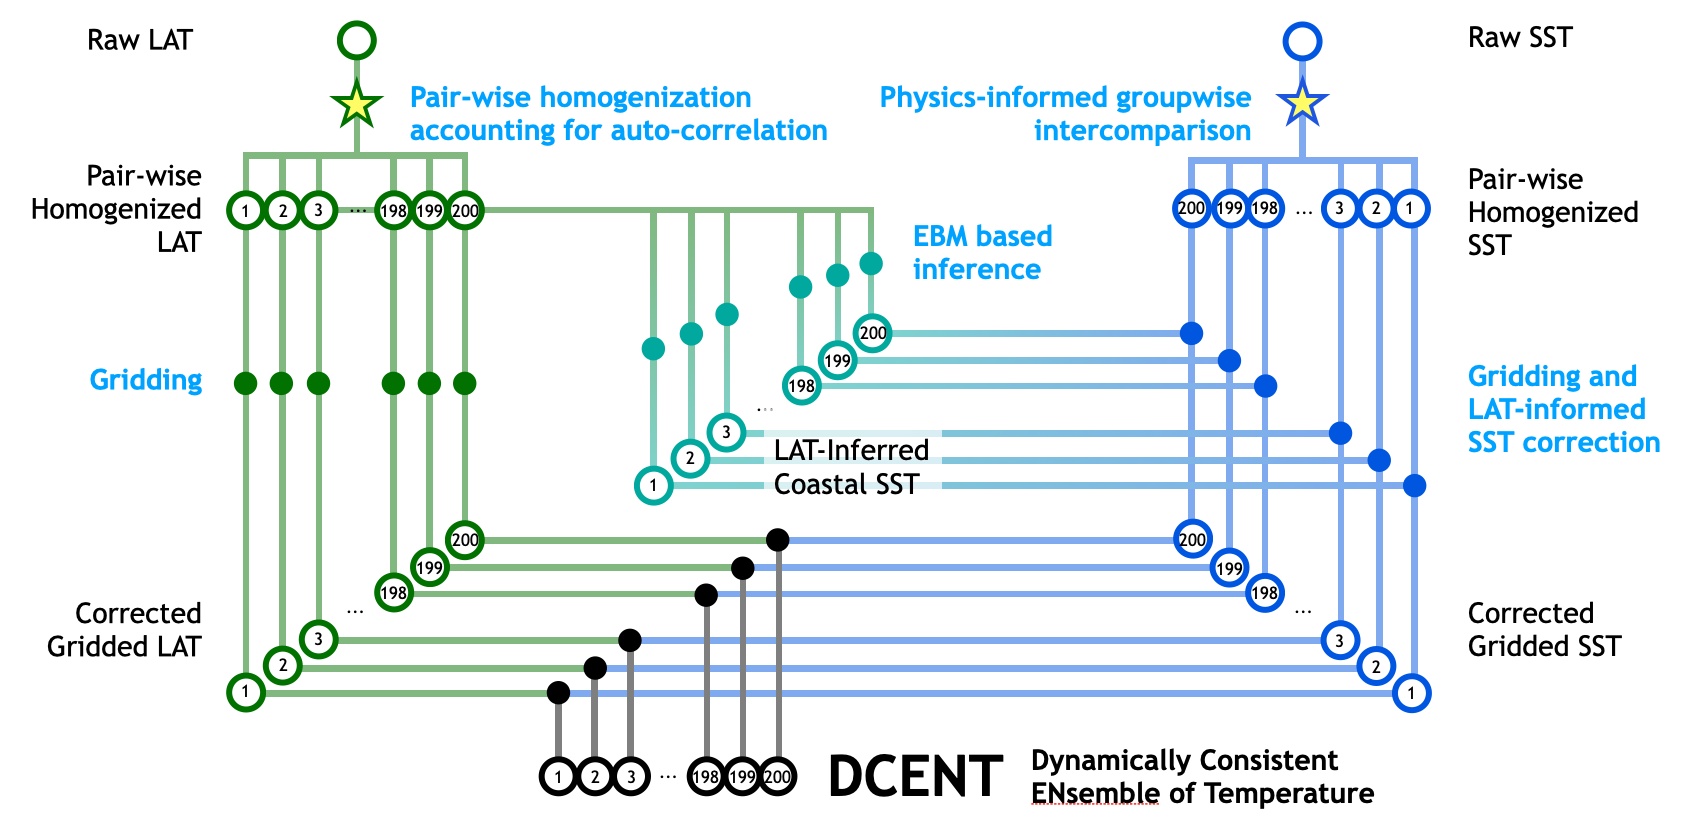 Raw LAT
Raw SST
Pair-wise homogenization
accounting for auto-correlation
Physics-informed groupwise
intercomparison
Pair-wise
Homogenized
LAT
1 2 3 ... 198 199 200
200 199 198 ... 3 2 1
Pair-wise
Homogenized
SST
EBM based
inference
200
199
198
...
3
2
1
LAT-Inferred
Coastal SST
Gridding
Gridding and
LAT-informed
SST correction
200
199
198
...
3
2
1
Corrected
Gridded LAT
200
199
198
...
3
2
1
Corrected
Gridded SST
1 2 3 ... 198 199 200
DCENT
Dynamically Consistent
ENsemble of Temperature